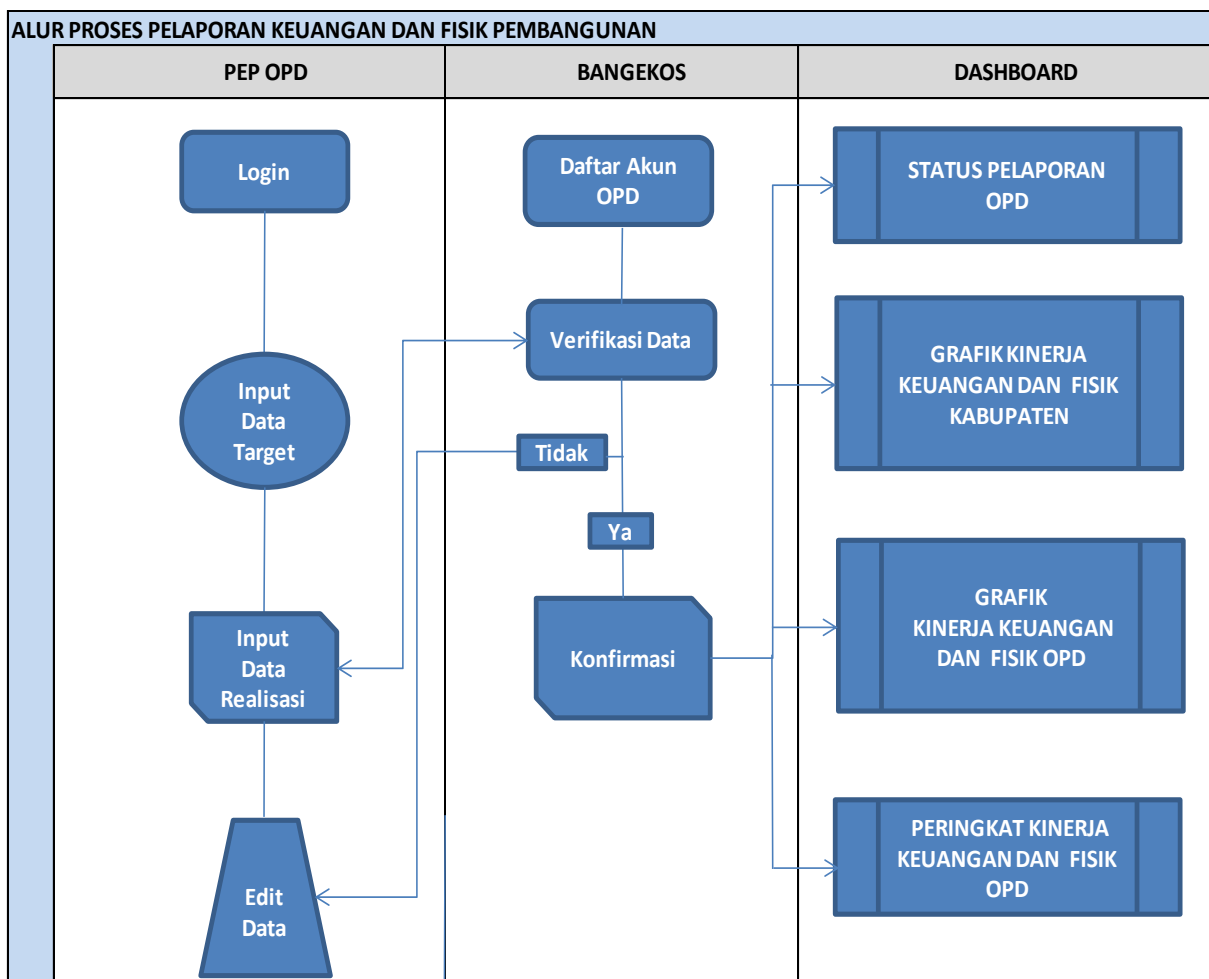 ALUR PROSES PELAPORAN KEUANGAN DAN FISIK PEMBANGUNAN
PEP OPD
BANGEKOS
DASHBOARD
Login
Input
Data
Target
Input
Data
Realisasi
Edit
Data
Daftar Akun
OPD
Verifikasi Data
Tidak
Ya
Konfirmasi
STATUS PELAPORAN
OPD
GRAFIK KINERJA
KEUANGAN DAN FISIK
KABUPATEN
GRAFIK
KINERJA KEUANGAN
DAN FISIK OPD
PERINGKAT KINERJA
KEUANGAN DAN FISIK
OPD